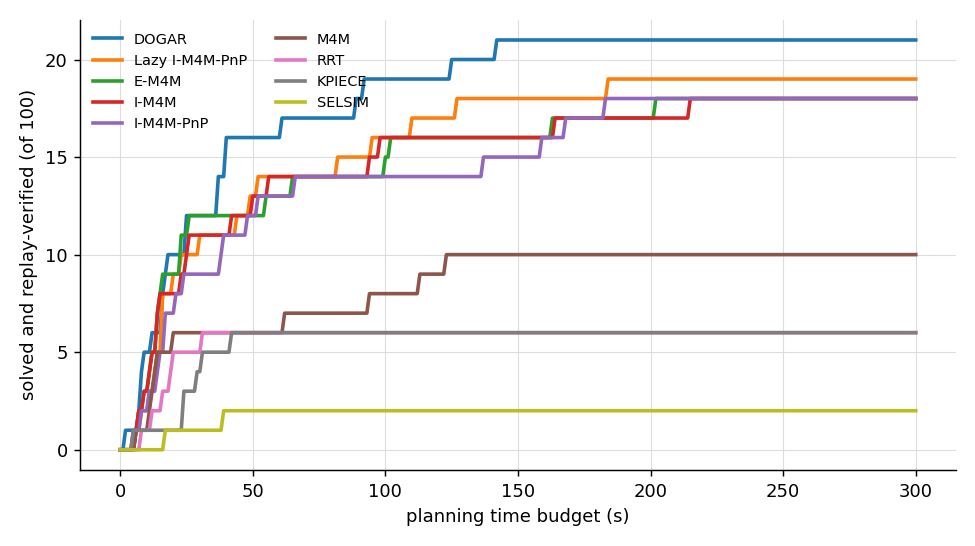 DOGAR
Lazy I-M4M-PnP
E-M4M
I-M4M
I-M4M-PnP
M4M
RRT
KPIECE
SELSIM
solved and replay-verified (of 100)
20
15
10
5
0
0 50 100 150 200 250 300
planning time budget (s)